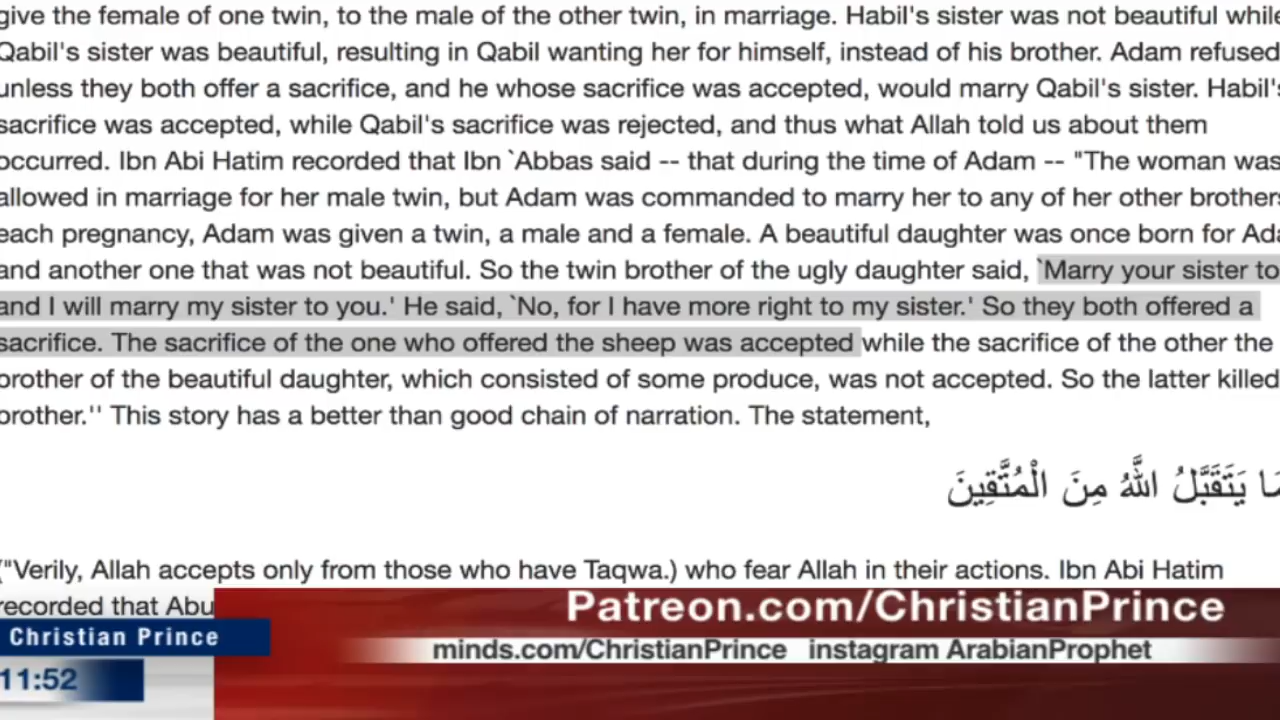 give the female of one twin, to the male of the other twin, in marriage. Habil's sister was not beautiful while
Qabil's sister was beautiful, resulting in Qabil wanting her for himself, instead of his brother. Adam refused
unless they both offer a sacrifice, and he whose sacrifice was accepted, would marry Qabil's sister. Habil's
sacrifice was accepted, while Qabil's sacrifice was rejected, and thus what Allah told us about them
occurred. Ibn Abi Hatim recorded that Ibn `Abbas said -- that during the time of Adam -- "The woman was
allowed in marriage for her male twin, but Adam was commanded to marry her to any of her other brothers
each pregnancy, Adam was given a twin, a male and a female. A beautiful daughter was once born for Ada
and another one that was not beautiful. So the twin brother of the ugly daughter said, `Marry your sister to
and I will marry my sister to you.' He said, `No, for I have more right to my sister.' So they both offered a
sacrifice. The sacrifice of the one who offered the sheep was accepted while the sacrifice of the other the
brother of the beautiful daughter, which consisted of some produce, was not accepted. So the latter killed
brother.'' This story has a better than good chain of narration. The statement,
مَا يَتَقَبَّلُ اللَّهُ مِنَ الْمُتَّقِينَ
("Verily, Allah accepts only from those who have Taqwa.) who fear Allah in their actions. Ibn Abi Hatim
recorded that Abu
Patreon.com/ChristianPrince
Christian Prince
minds.com/ChristianPrince instagram ArabianProphet
11:52